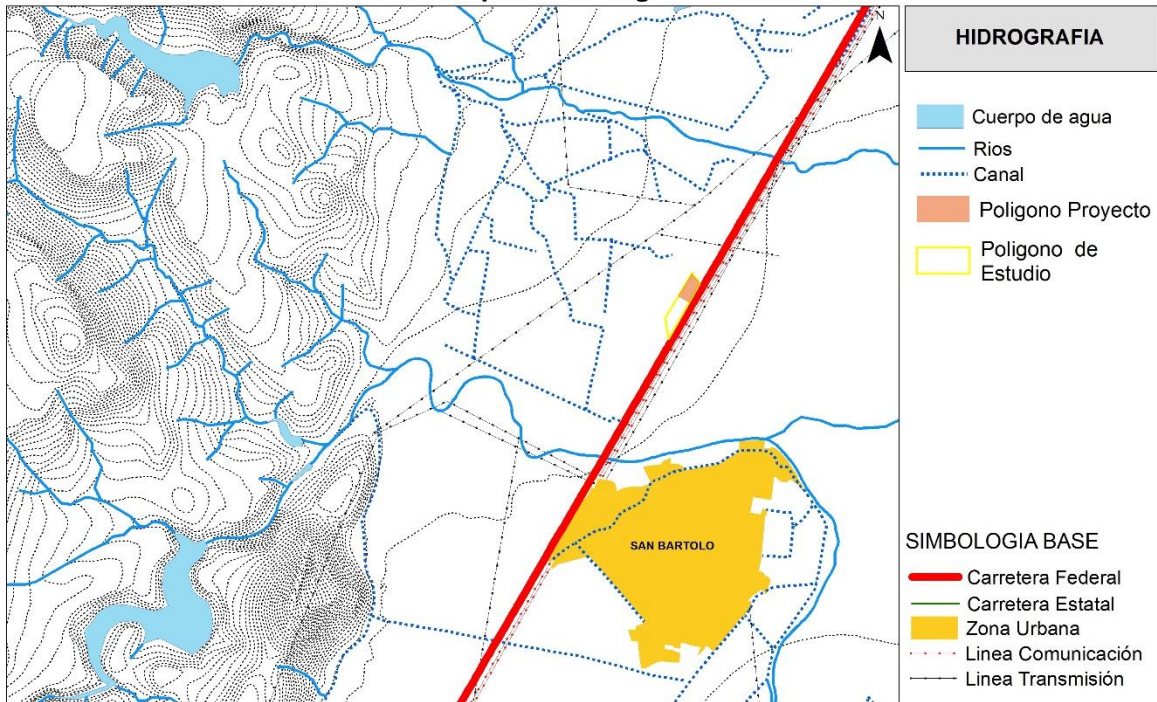 N
HIDROGRAFIA
Cuerpo de agua
Rios
Canal
Poligono Proyecto
Poligono de
Estudio
SAN BARTOLO
SIMBOLOGIA BASE
Carretera Federal
Carretera Estatal
Zona Urbana
Linea Comunicación
Linea Transmisión